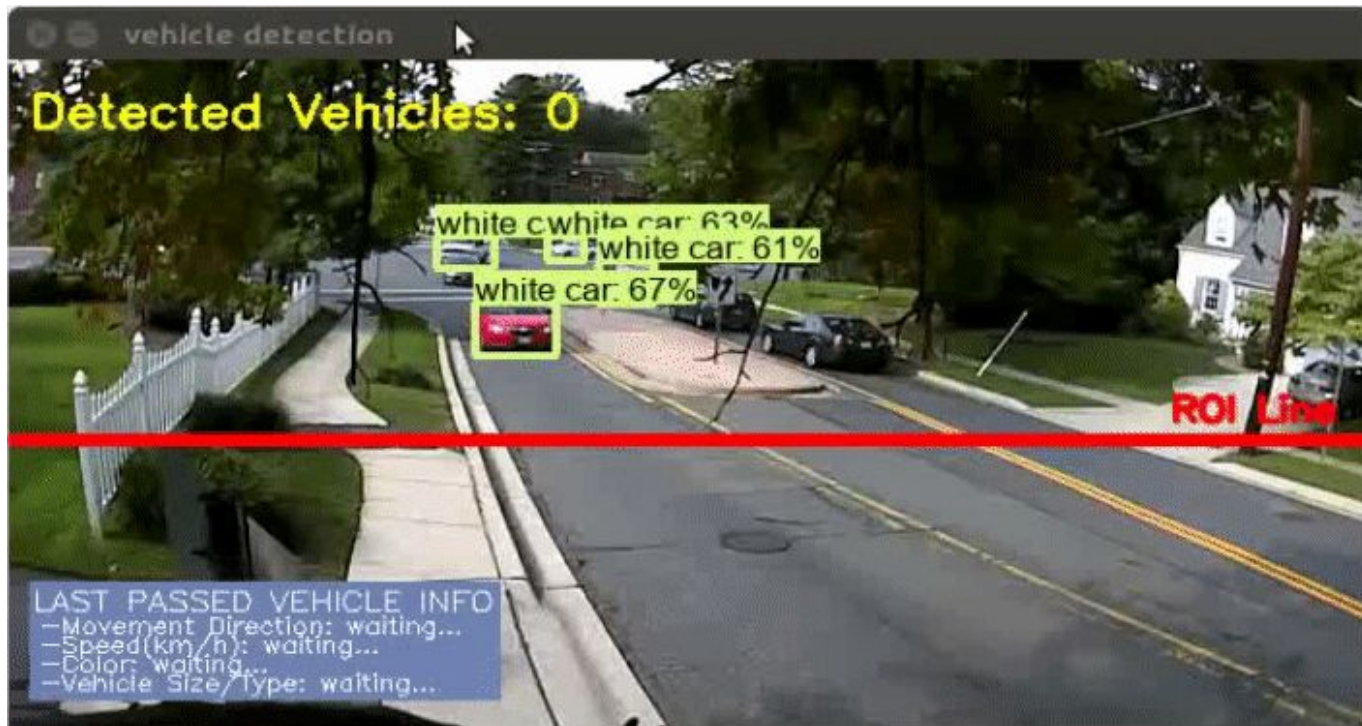 vehicle detection
Detected Vehicles: 0
white c
white car: 63%
white car: 61%
white car: 67%
ROI Line
LAST PASSED VEHICLE INFO
-Movement Direction: waiting...
-Speed(km/h): waiting...
-Color: waiting...
-Vehicle Size/Type: waiting...